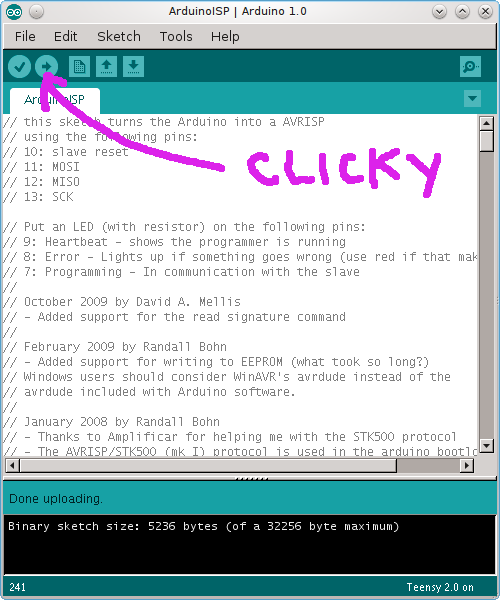 ArduinoISP | Arduino 1.0
File Edit Sketch Tools Help
ArduinoISP
CLICKY
// this sketch turns the Arduino into a AVRISP
// using the following pins:
// 10: slave reset
// 11: MOSI
// 12: MISO
// 13: SCK
// Put an LED (with resistor) on the following pins:
// 9: Heartbeat - shows the programmer is running
// 8: Error - Lights up if something goes wrong (use red if that mak
// 7: Programming - In communication with the slave
//
// October 2009 by David A. Mellis
// - Added support for the read signature command
//
// February 2009 by Randall Bohn
// - Added support for writing to EEPROM (what took so long?)
// Windows users should consider WinAVR's avrdude instead of the
// avrdude included with Arduino software.
//
// January 2008 by Randall Bohn
// - Thanks to Amplificar for helping me with the STK500 protocol
// - The AVRISP/STK500 (mk I) protocol is used in the arduino bootlo
Done uploading.
Binary sketch size: 5236 bytes (of a 32256 byte maximum)
241 Teensy 2.0 on